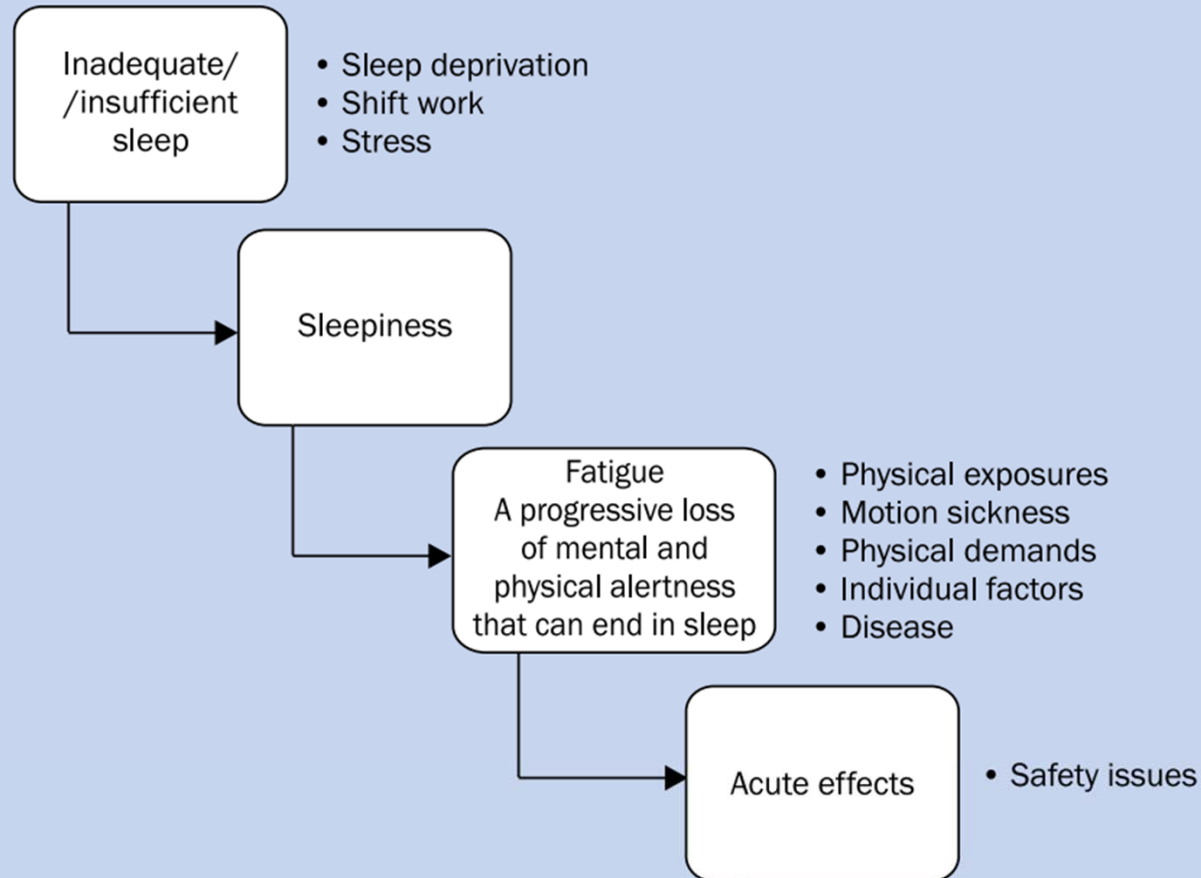 Inadequate/
/insufficient
sleep
• Sleep deprivation
• Shift work
• Stress
Sleepiness
Fatigue
A progressive loss
of mental and
physical alertness
that can end in sleep
• Physical exposures
• Motion sickness
• Physical demands
• Individual factors
• Disease
Acute effects
• Safety issues